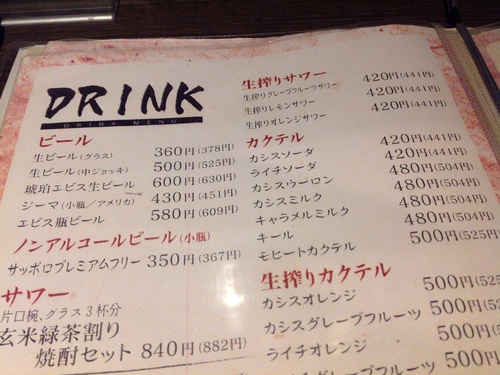 DRINK
DRINK MENU
ビール
生ビール(グラス) 360円(378円)
生ビール(中ジョッキ) 500円(525円)
琥珀ヱビス生ビール 600円(630円)
ジーマ(小瓶/アメリカ) 430円(451円)
エビス瓶ビール 580円(609円)
ノンアルコールビール(小瓶)
サッポロプレミアムフリー 350円(367円)
サワー
片口椀、グラス3杯分
玄米緑茶割り
焼酎セット 840円(882円)
生搾りサワー
生搾りグレープフルーツサワー 420円(441円)
生搾りレモンサワー
生搾りオレンジサワー
カクテル
カシスソーダ 420円(441円)
ライチソーダ 420円(441円)
カシスウーロン 480円(504円)
カシスミルク 480円(504円)
キャラメルミルク 480円(504円)
キール 480円(504円)
モヒートカクテル 500円(525円
生搾りカクテル
カシスオレンジ 500円(525
カシスグレープフルーツ 500円(525
ライチオレンジ 500円(52
グレープフルーツ 500円